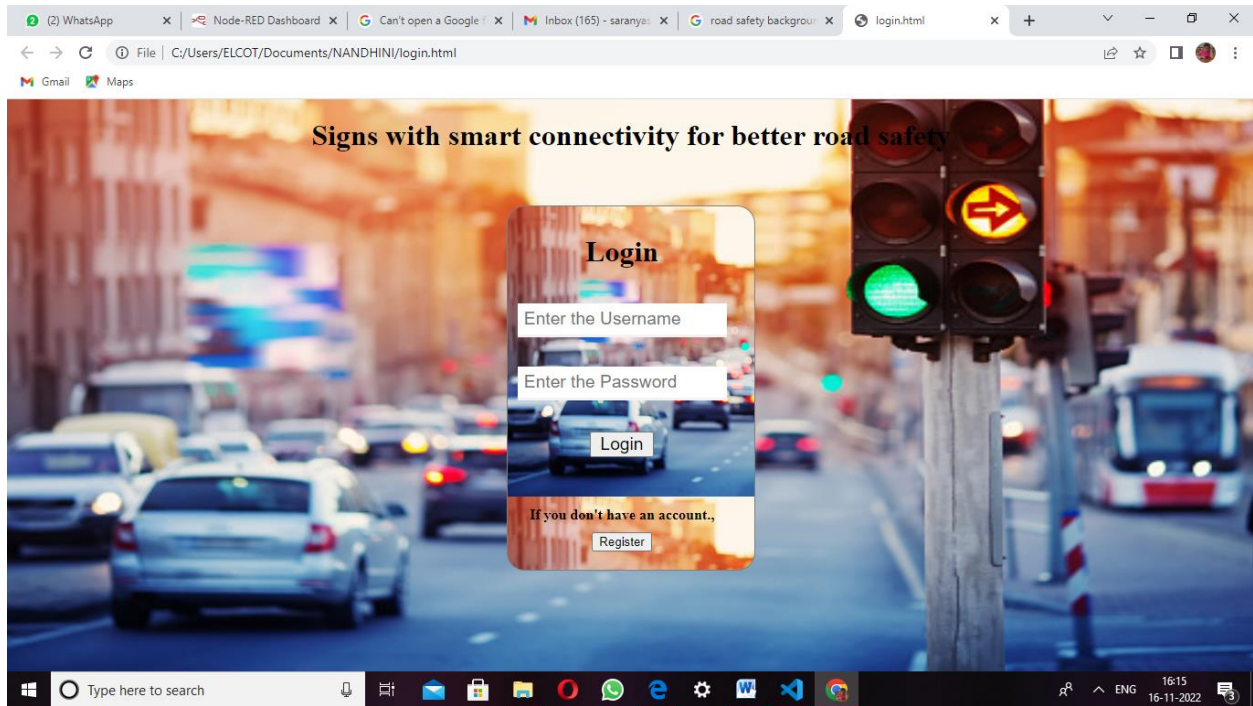 (2) WhatsApp
Node-RED Dashboard
Can't open a Google f
Inbox (165) - saranyas
road safety backgroun
login.html
File | C:/Users/ELCOT/Documents/NANDHINI/login.html
Gmail Maps
Signs with smart connectivity for better road safety
Login
Enter the Username
Enter the Password
Login
If you don't have an account.,
Register
Type here to search
ENG
16:15
16-11-2022
3